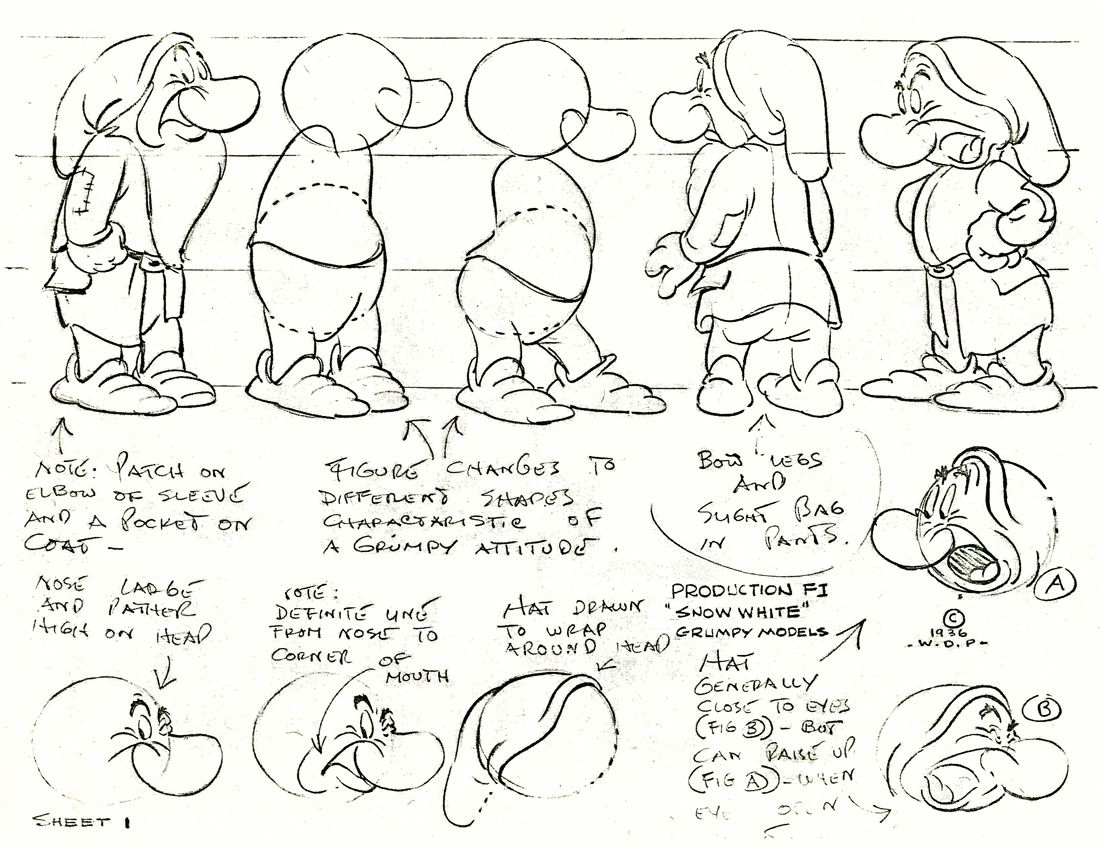 NOTE: PATCH ON
ELBOW OF SLEEVE
AND A POCKET ON
COAT —
FIGURE CHANGES TO
DIFFERENT SHAPES
CHARACTARISTIC OF
A GRUMPY ATTITUDE.
BOW LEGS
AND
SLIGHT BAG
IN PANTS.
NOSE LARGE
AND RATHER
HIGH ON HEAD
NOTE:
DEFINITE LINE
FROM NOSE TO
CORNER OF
MOUTH
HAT DRAWN
TO WRAP
AROUND HEAD
PRODUCTION F1
"SNOW WHITE"
GRUMPY MODELS
A
©
1936
- W.D.P -
HAT
GENERALLY
CLOSE TO EYES
(FIG B) - BUT
CAN RAISE UP
(FIG A) - WHEN
B
SHEET 1